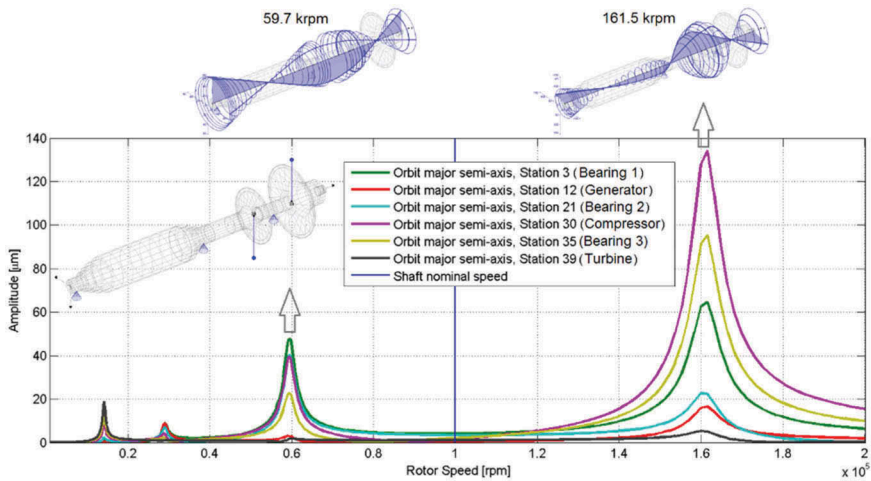 59.7 krpm
161.5 krpm
140
120
100
80
60
40
20
0
Amplitude [µm]
Orbit major semi-axis, Station 3 (Bearing 1)
Orbit major semi-axis, Station 12 (Generator)
Orbit major semi-axis, Station 21 (Bearing 2)
Orbit major semi-axis, Station 30 (Compressor)
Orbit major semi-axis, Station 35 (Bearing 3)
Orbit major semi-axis, Station 39 (Turbine)
Shaft nominal speed
0.2 0.4 0.6 0.8 1 1.2 1.4 1.6 1.8 2
Rotor Speed [rpm]
x 10⁵